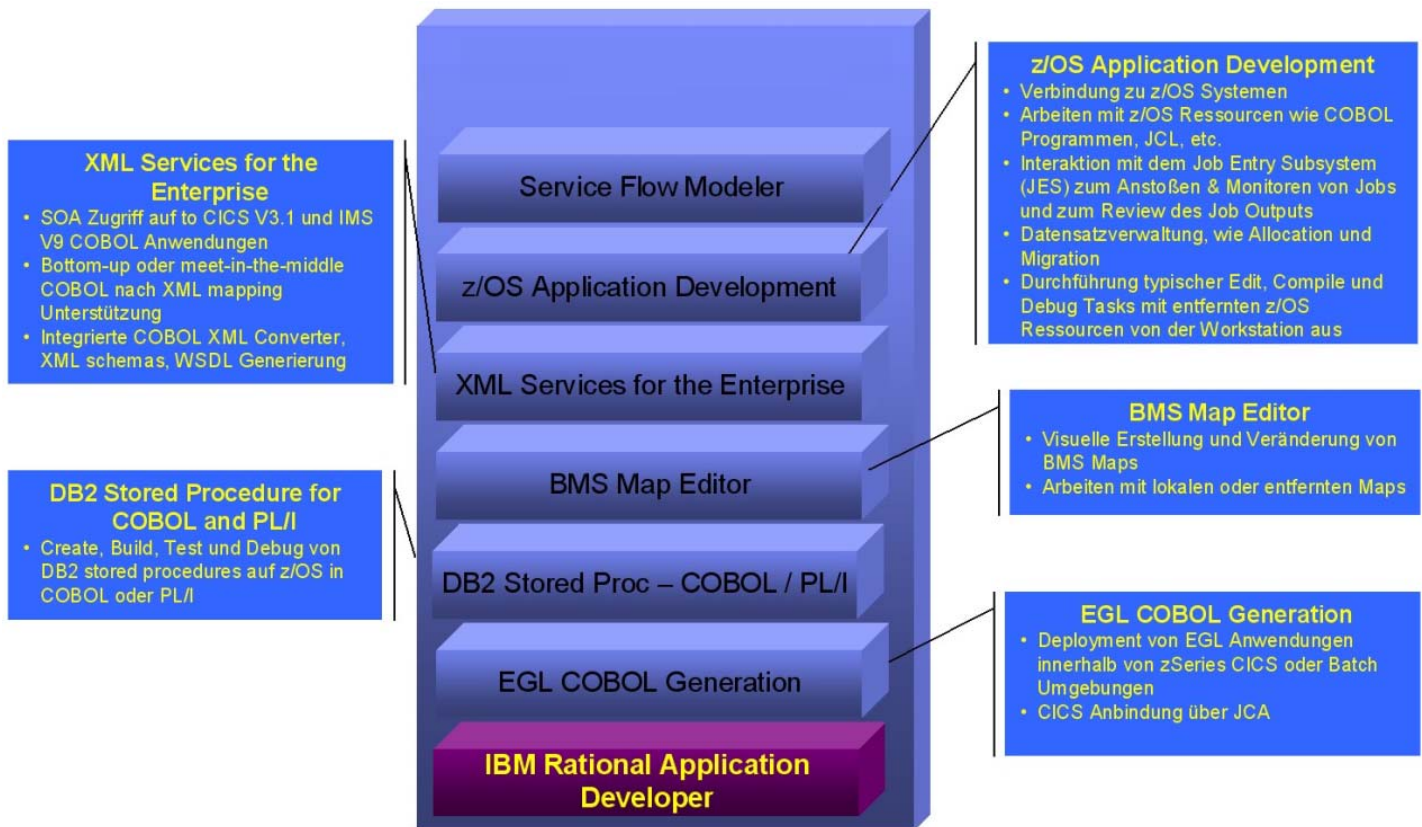 XML Services for the
Enterprise
• SOA Zugriff auf to CICS V3.1 und IMS
V9 COBOL Anwendungen
• Bottom-up oder meet-in-the-middle
COBOL nach XML mapping
Unterstützung
• Integrierte COBOL XML Converter,
XML schemas, WSDL Generierung
DB2 Stored Procedure for
COBOL and PL/I
• Create, Build, Test und Debug von
DB2 stored procedures auf z/OS in
COBOL oder PL/I
Service Flow Modeler
z/OS Application Development
XML Services for the Enterprise
BMS Map Editor
DB2 Stored Proc – COBOL / PL/I
EGL COBOL Generation
IBM Rational Application
Developer
z/OS Application Development
• Verbindung zu z/OS Systemen
• Arbeiten mit z/OS Ressourcen wie COBOL
Programmen, JCL, etc.
• Interaktion mit dem Job Entry Subsystem
(JES) zum Anstoßen & Monitoren von Jobs
und zum Review des Job Outputs
• Datensatzverwaltung, wie Allocation und
Migration
• Durchführung typischer Edit, Compile und
Debug Tasks mit entfernten z/OS
Ressourcen von der Workstation aus
BMS Map Editor
• Visuelle Erstellung und Veränderung von
BMS Maps
• Arbeiten mit lokalen oder entfernten Maps
EGL COBOL Generation
• Deployment von EGL Anwendungen
innerhalb von zSeries CICS oder Batch
Umgebungen
• CICS Anbindung über JCA